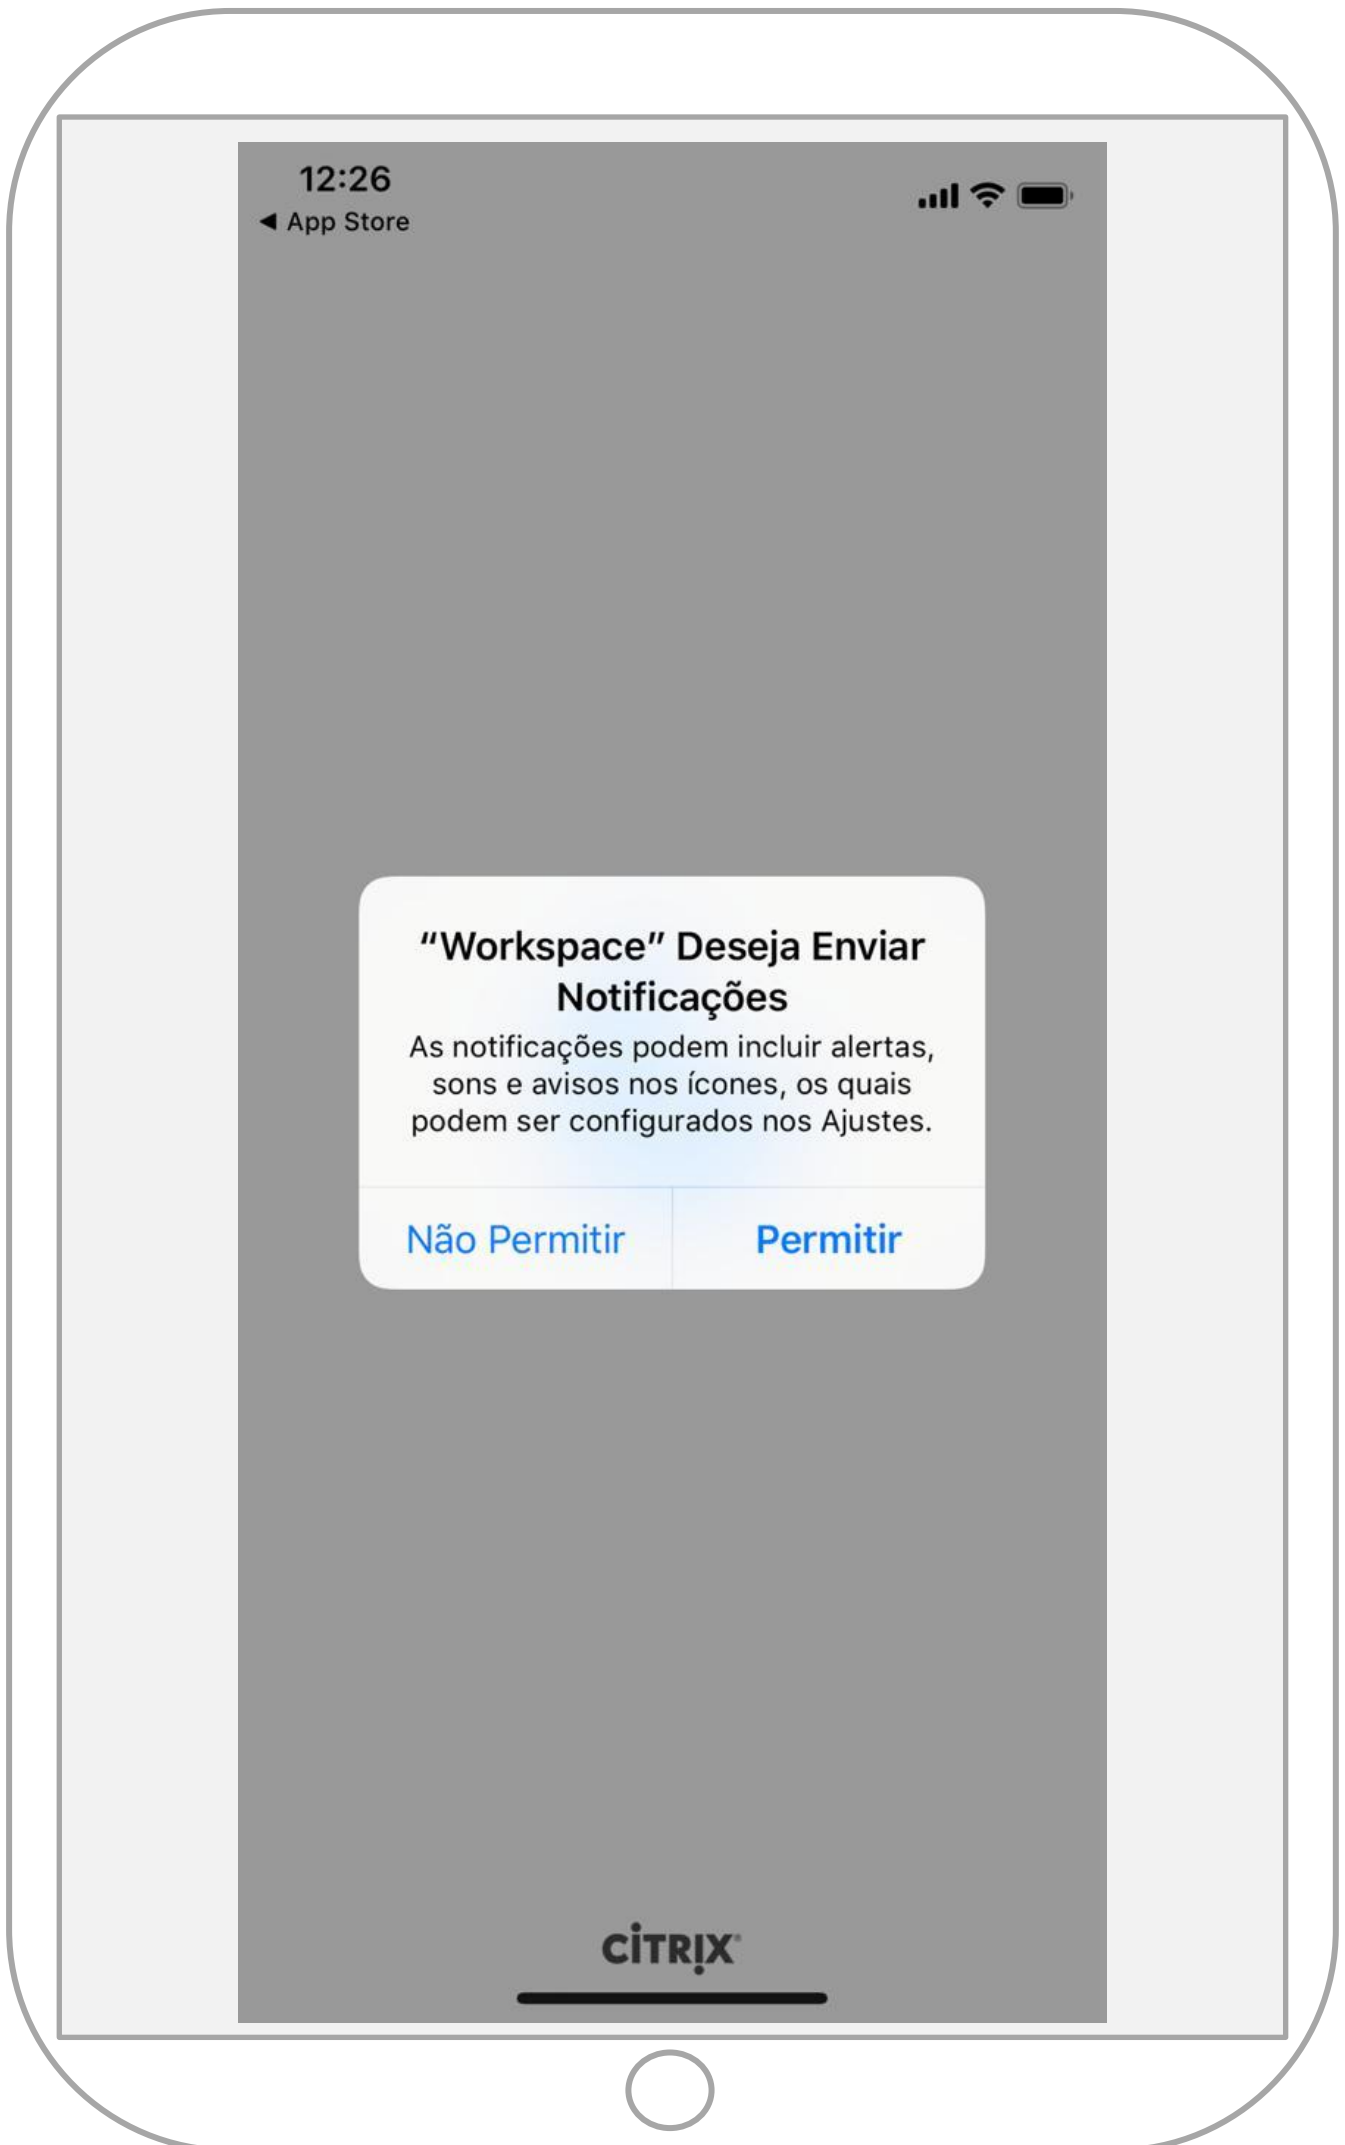 12:26
◀ App Store
“Workspace” Deseja Enviar
Notificações
As notificações podem incluir alertas,
sons e avisos nos ícones, os quais
podem ser configurados nos Ajustes.
Não Permitir
Permitir
CITRIX